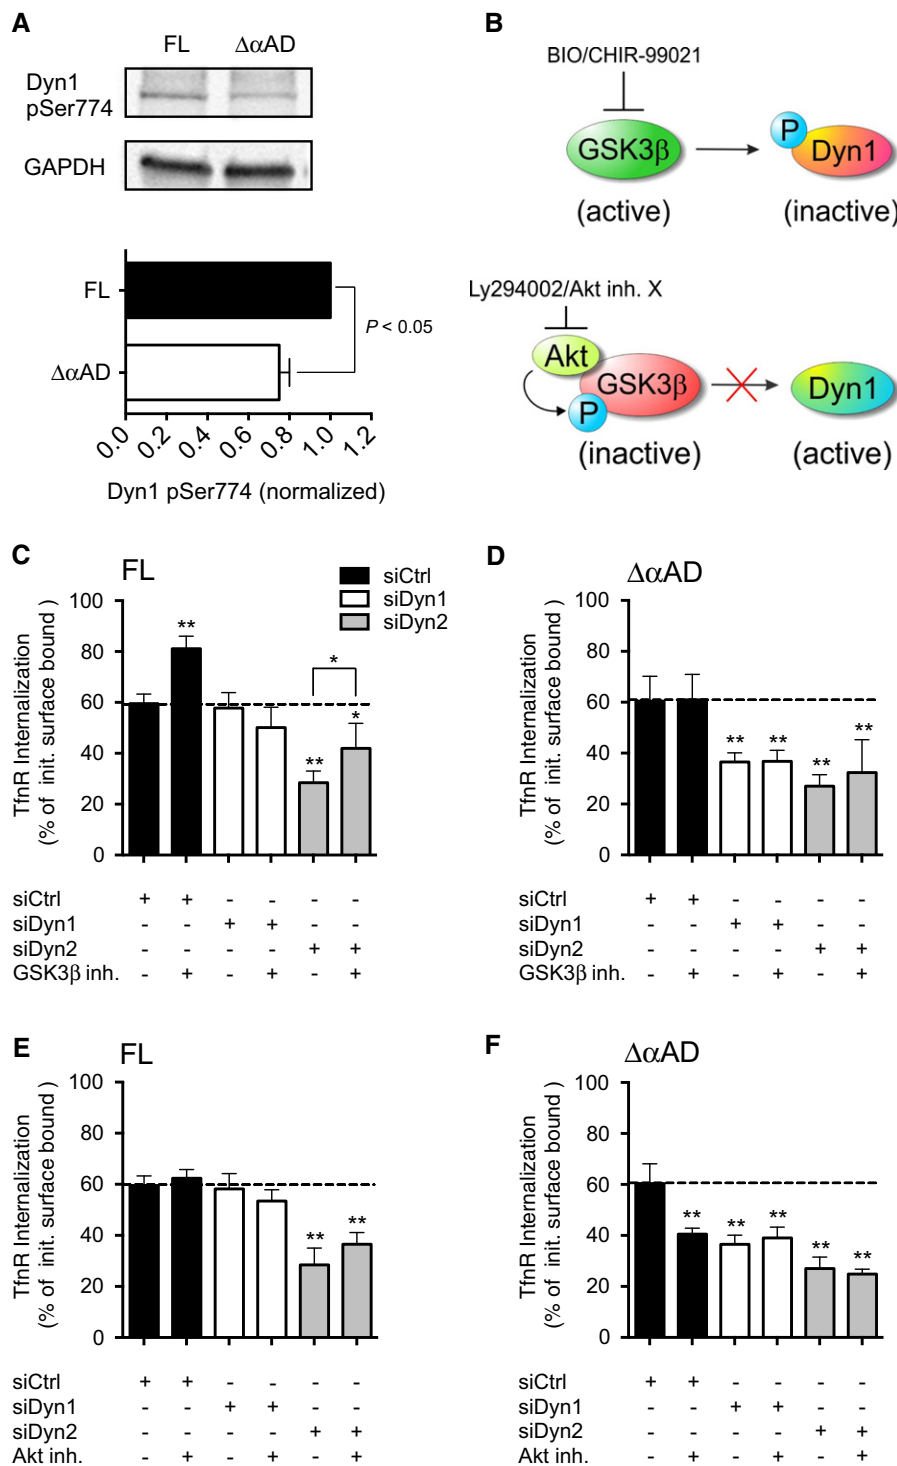 A
FL ΔαAD
Dyn1
pSer774
GAPDH
FL
ΔαAD
P < 0.05
0.0 0.2 0.4 0.6 0.8 1.0 1.2
Dyn1 pSer774 (normalized)
B
BIO/CHIR-99021
GSK3β
P
Dyn1
(active) (inactive)
Ly294002/Akt inh. X
Akt
GSK3β
P
Dyn1
(inactive) (active)
C
FL
siCtrl
siDyn1
siDyn2
TfnR Internalization
(% of init. surface bound )
100
80
60
40
20
0
**
**
*
*
siCtrl + + - - - -
siDyn1 - - + + - -
siDyn2 - - - - + +
GSK3β inh. - + - + - +
D
ΔαAD
TfnR Internalization
(% of init. surface bound )
100
80
60
40
20
0
** ** ** **
siCtrl + + - - - -
siDyn1 - - + + - -
siDyn2 - - - - + +
GSK3β inh. - + - + - +
E
FL
TfnR Internalization
(% of init. surface bound )
100
80
60
40
20
0
** **
siCtrl + + - - - -
siDyn1 - - + + - -
siDyn2 - - - - + +
Akt inh. - + - + - +
F
ΔαAD
TfnR Internalization
(% of init. surface bound )
100
80
60
40
20
0
** ** ** ** **
siCtrl + + - - - -
siDyn1 - - + + - -
siDyn2 - - - - + +
Akt inh. - + - + - +